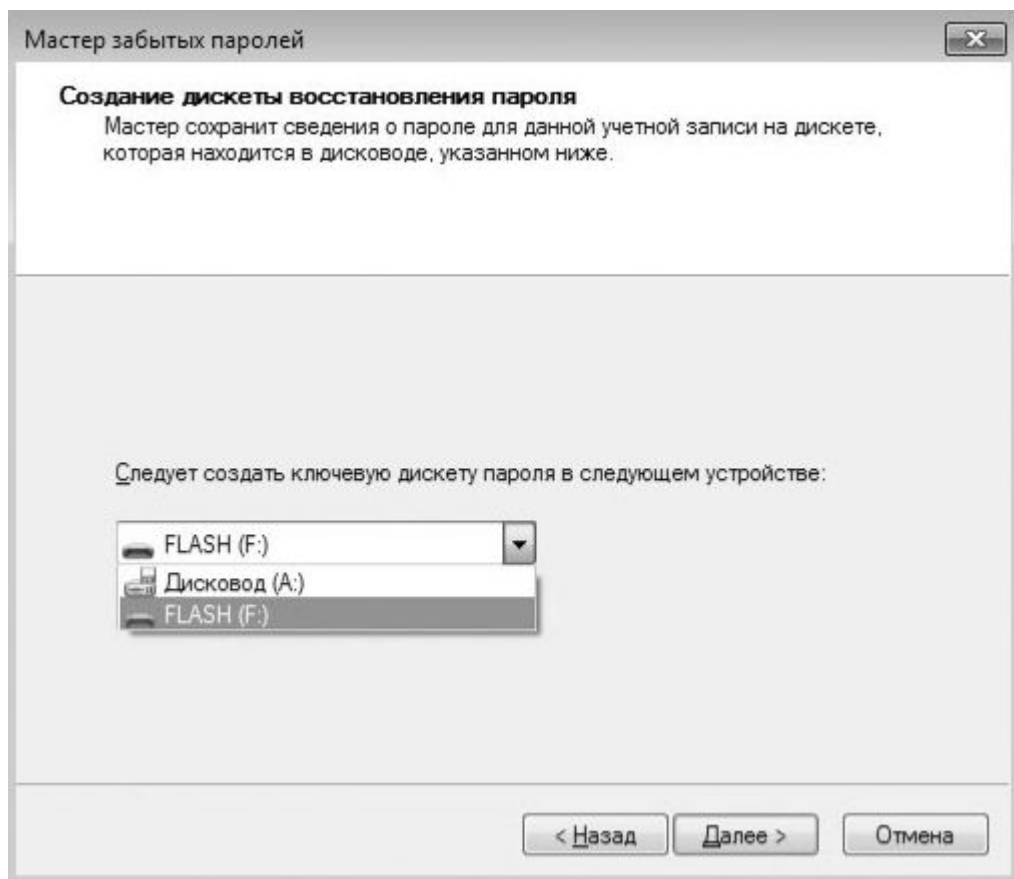 Мастер забытых паролей
Создание дискеты восстановления пароля
Мастер сохранит сведения о пароле для данной учетной записи на дискете,
которая находится в дисководе, указанном ниже.
Следует создать ключевую дискету пароля в следующем устройстве:
FLASH (F:)
Дисковод (A:)
FLASH (F:)
< Назад
Далее >
Отмена